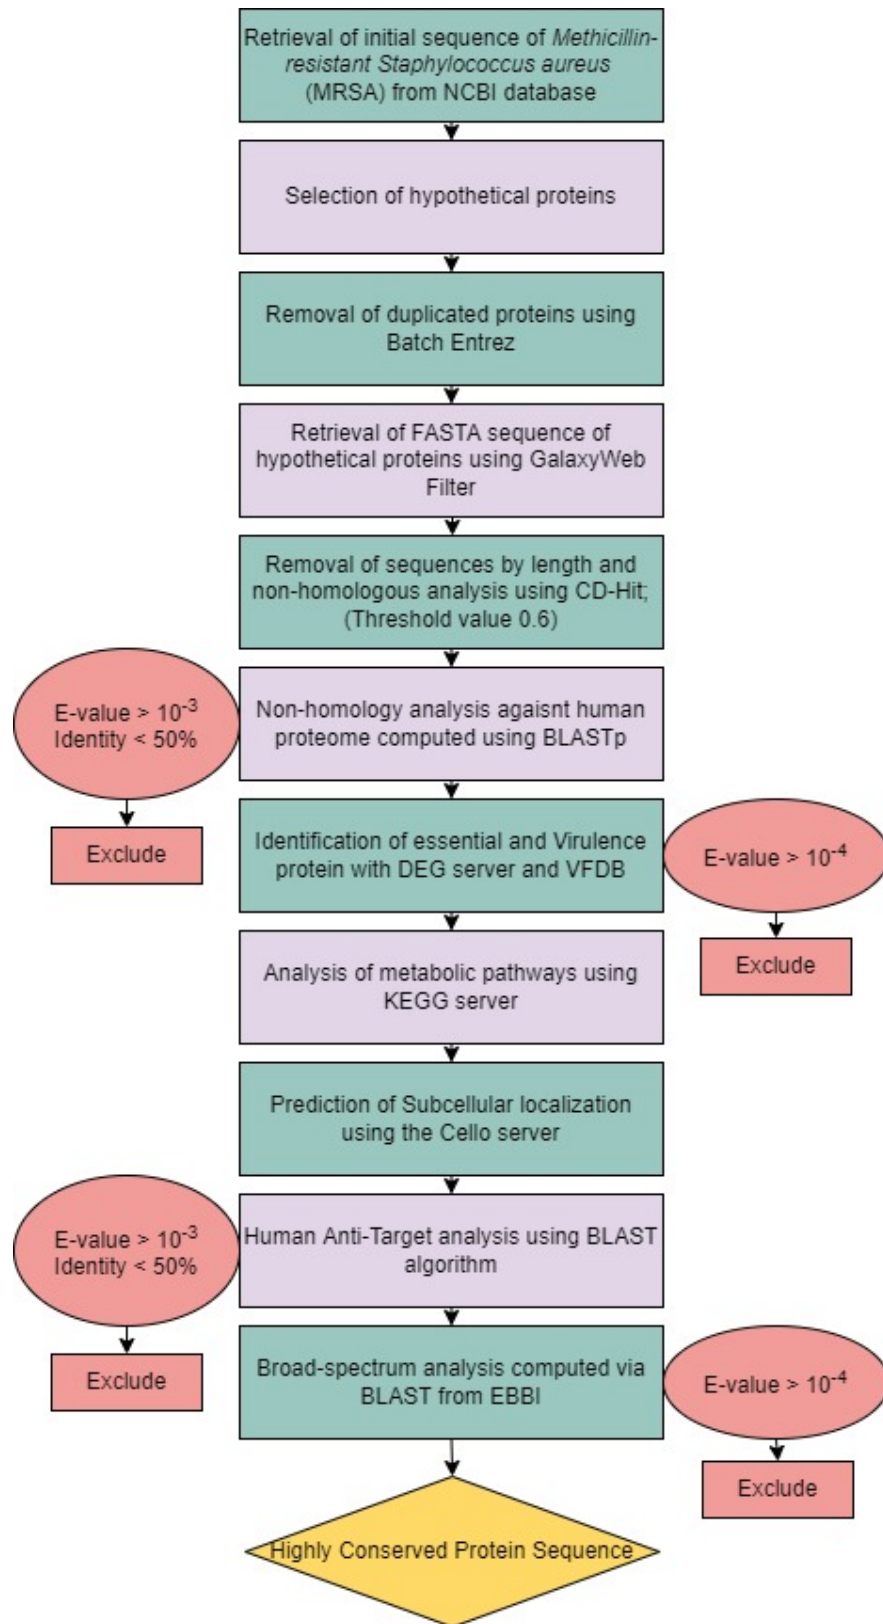 Retrieval of initial sequence of Methicillin-
resistant Staphylococcus aureus
(MRSA) from NCBI database
Selection of hypothetical proteins
Removal of duplicated proteins using
Batch Entrez
Retrieval of FASTA sequence of
hypothetical proteins using GalaxyWeb
Filter
Removal of sequences by length and
non-homologous analysis using CD-Hit;
(Threshold value 0.6)
E-value > 10⁻³
Identity < 50%
Non-homology analysis agaisnt human
proteome computed using BLASTp
Exclude
Identification of essential and Virulence
protein with DEG server and VFDB
E-value > 10⁻⁴
Exclude
Analysis of metabolic pathways using
KEGG server
Prediction of Subcellular localization
using the Cello server
E-value > 10⁻³
Identity < 50%
Human Anti-Target analysis using BLAST
algorithm
Exclude
Broad-spectrum analysis computed via
BLAST from EBBI
E-value > 10⁻⁴
Exclude
Highly Conserved Protein Sequence